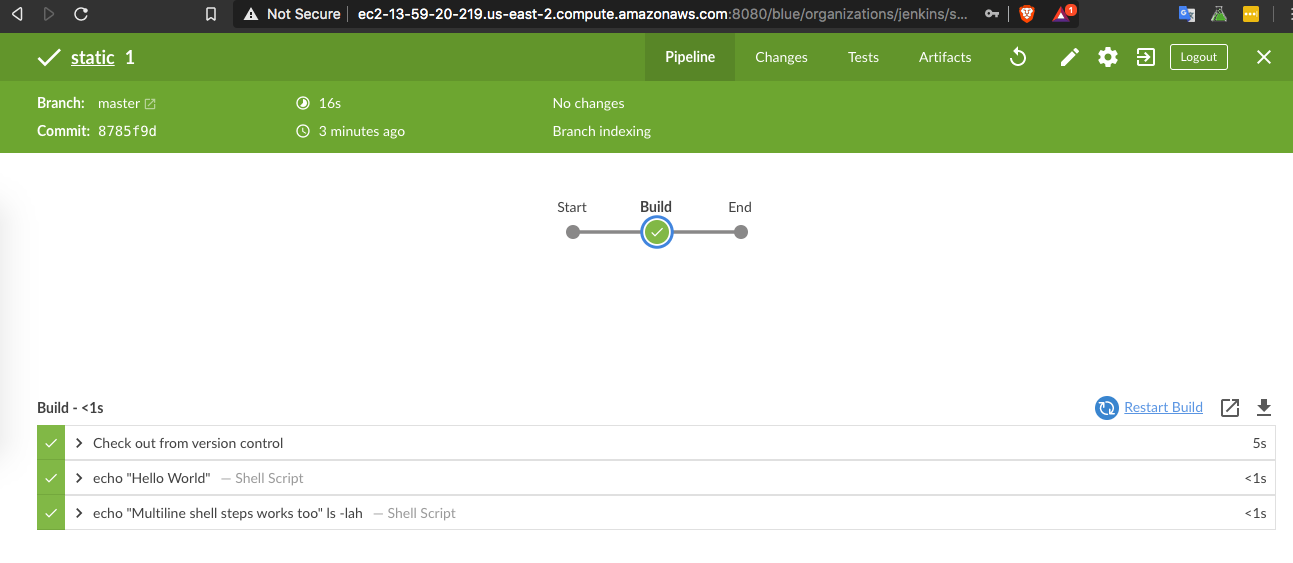 Not Secure ec2-13-59-20-219.us-east-2.compute.amazonaws.com:8080/blue/organizations/jenkins/s... 1
static 1 Pipeline Changes Tests Artifacts Logout
Branch: master 16s No changes
Commit: 8785f9d 3 minutes ago Branch indexing
Start Build End
Build - <1s Restart Build
Check out from version control 5s
echo "Hello World" — Shell Script <1s
echo "Multiline shell steps works too" ls -lah — Shell Script <1s